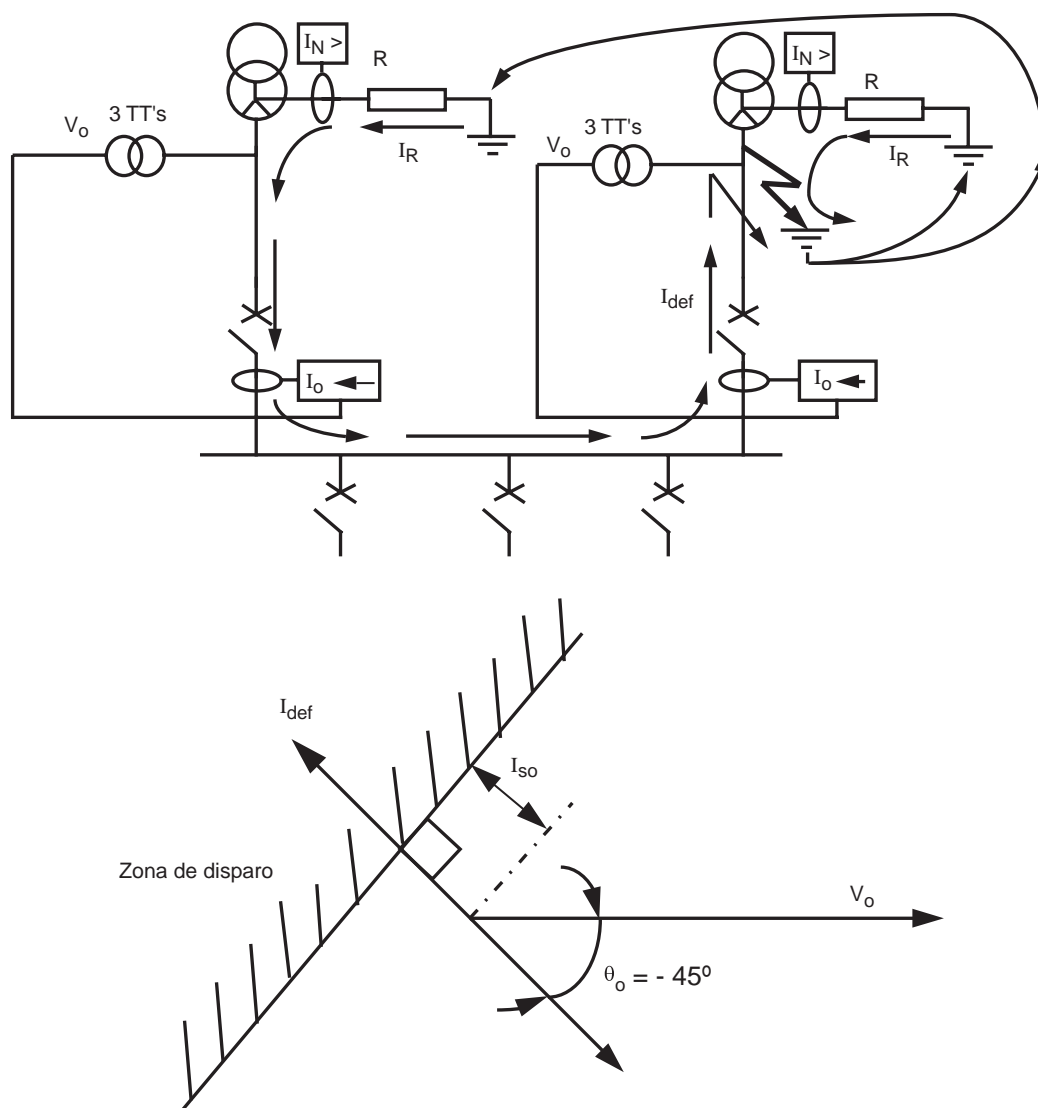 I_N >
R
3 TT's
V_o
I_R
I_o
I_N >
R
3 TT's
V_o
I_R
I_def
I_o
I_def
I_so
Zona de disparo
V_o
θ_o = - 45º